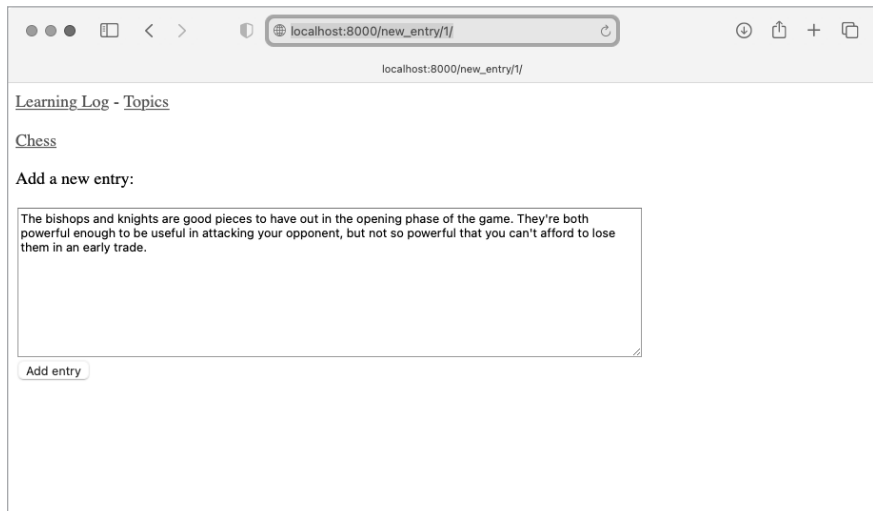 localhost:8000/new_entry/1/
localhost:8000/new_entry/1/
Learning Log - Topics
Chess
Add a new entry:
The bishops and knights are good pieces to have out in the opening phase of the game. They're both
powerful enough to be useful in attacking your opponent, but not so powerful that you can't afford to lose
them in an early trade.
Add entry